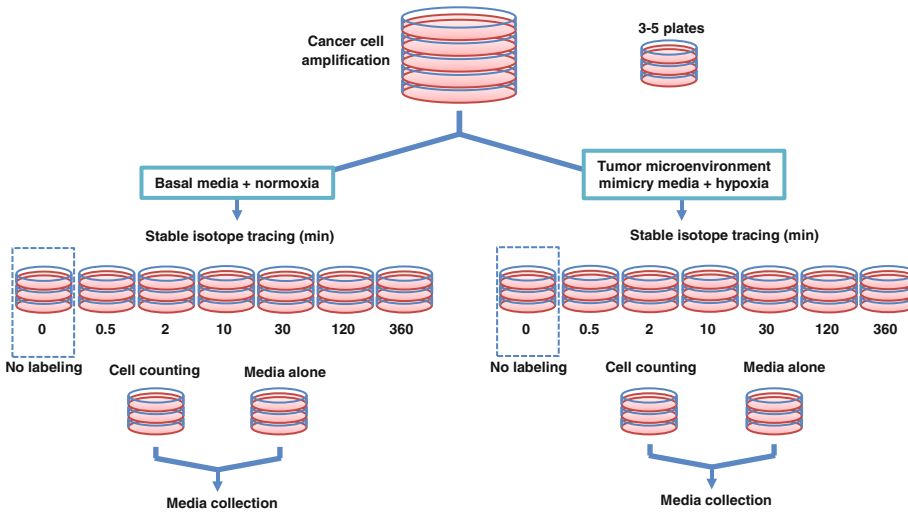 Cancer cell
amplification
3-5 plates
Basal media + normoxia
Tumor microenvironment
mimicry media + hypoxia
Stable isotope tracing (min)
Stable isotope tracing (min)
0 0.5 2 10 30 120 360
0 0.5 2 10 30 120 360
No labeling
Cell counting
Media alone
No labeling
Cell counting
Media alone
Media collection
Media collection